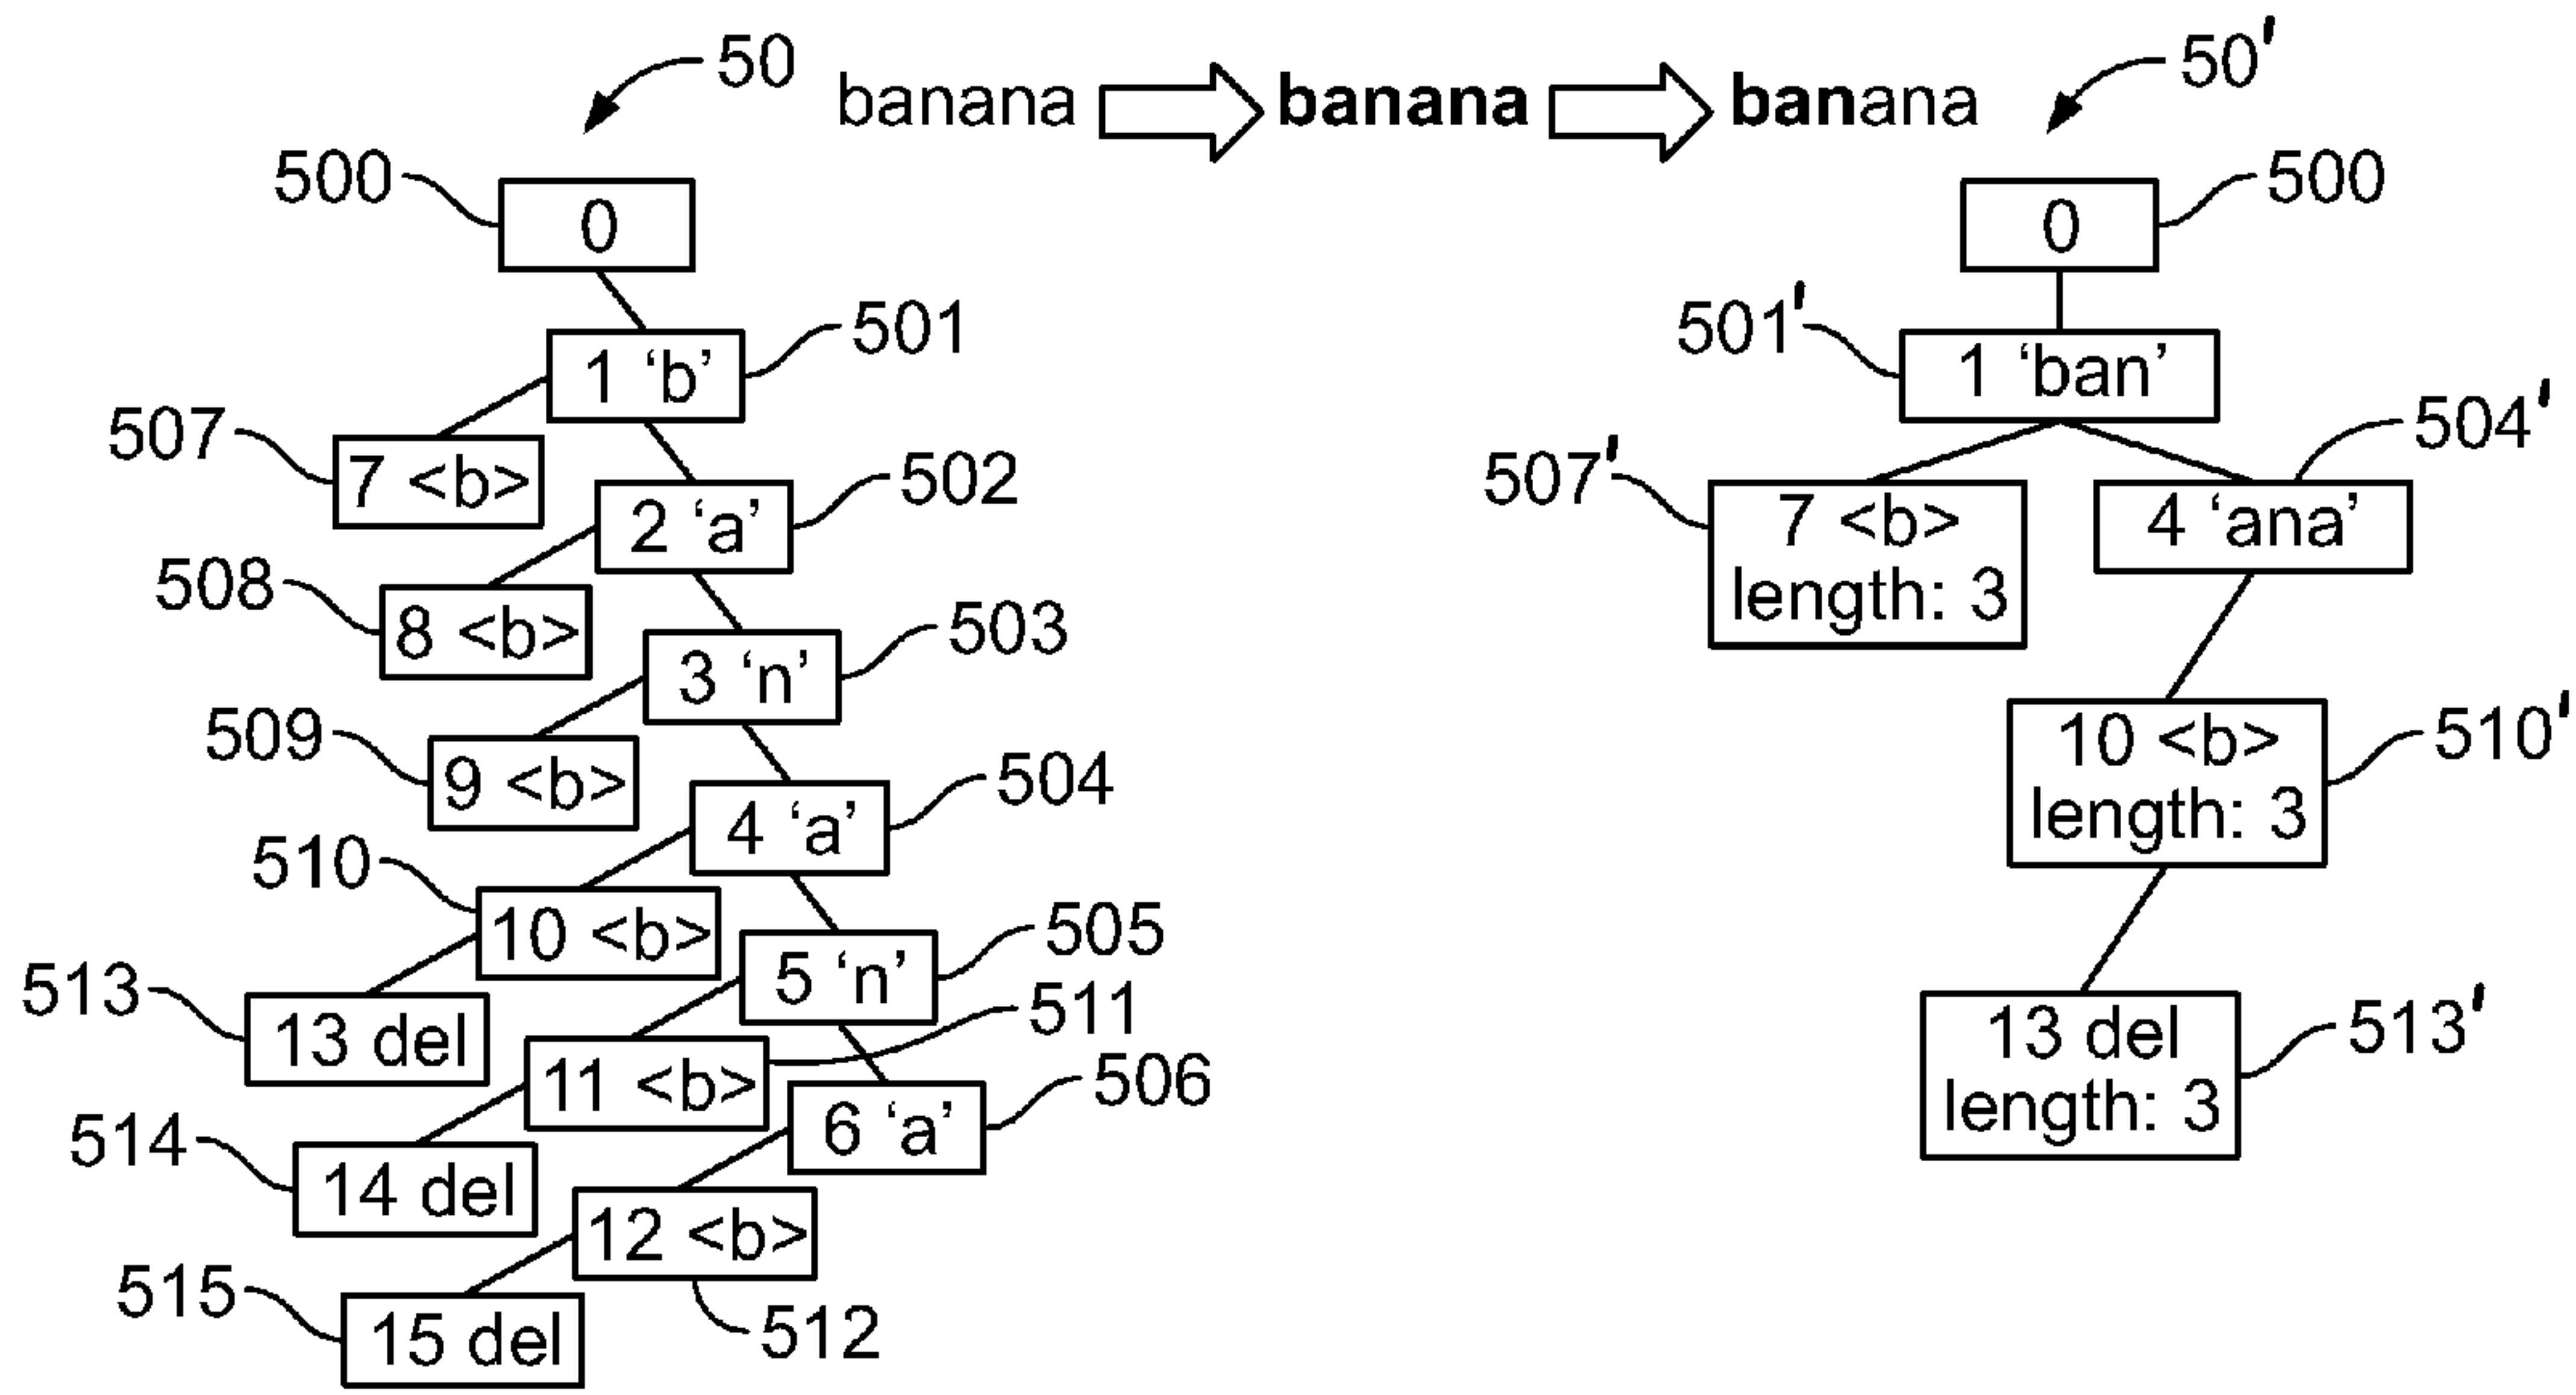 50 banana banana banana 50'
500 0 0 500
1 'b' 501 501' 1 'ban'
507 7 <b> 2 'a' 502 507' 7 <b> 4 'ana' 504'
length: 3
508 8 <b> 3 'n' 503
509 9 <b> 4 'a' 504 10 <b> 510'
length: 3
510 10 <b> 5 'n' 505
513 13 del 11 <b> 511 13 del 513'
length: 3
6 'a' 506
514 14 del 12 <b> 512
515 15 del